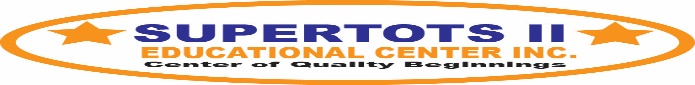 SUPERTOTS II
EDUCATIONAL CENTER INC.
Center of Quality Beginnings